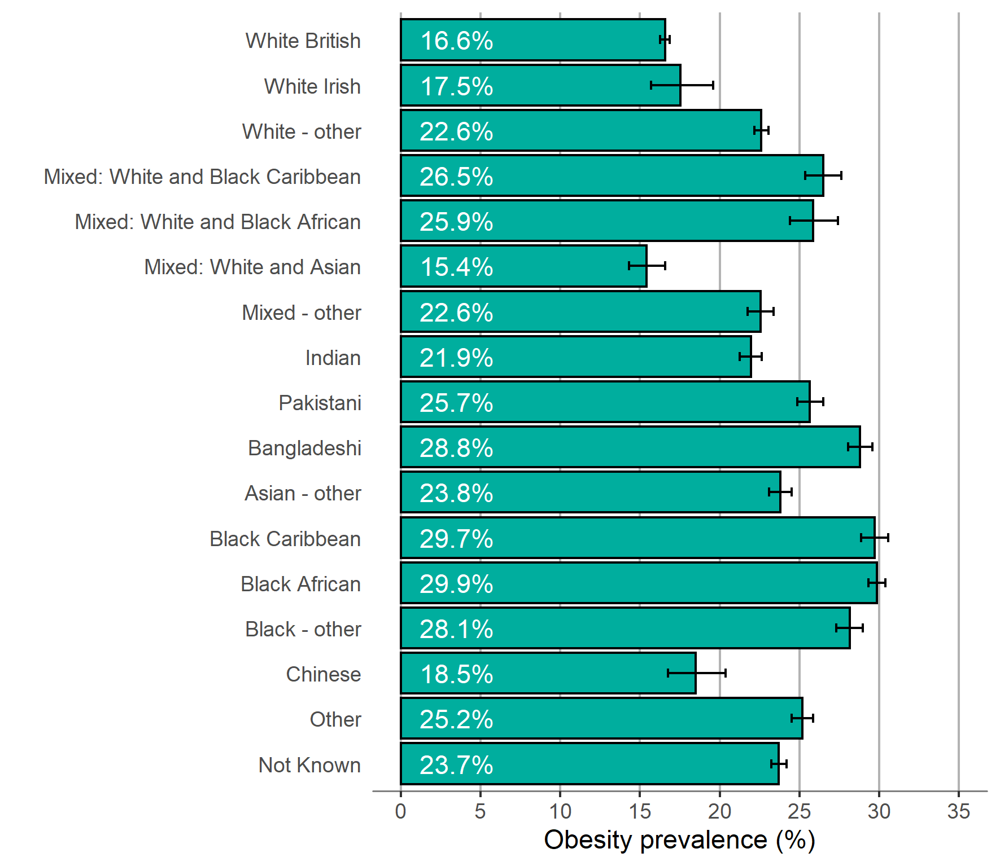 White British 16.6%
White Irish 17.5%
White - other 22.6%
Mixed: White and Black Caribbean 26.5%
Mixed: White and Black African 25.9%
Mixed: White and Asian 15.4%
Mixed - other 22.6%
Indian 21.9%
Pakistani 25.7%
Bangladeshi 28.8%
Asian - other 23.8%
Black Caribbean 29.7%
Black African 29.9%
Black - other 28.1%
Chinese 18.5%
Other 25.2%
Not Known 23.7%
0 5 10 15 20 25 30 35
Obesity prevalence (%)